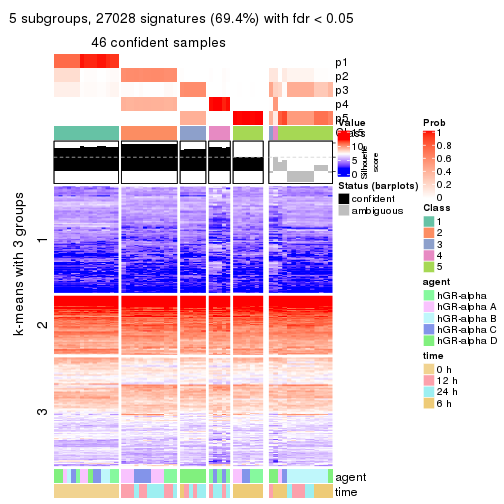 5 subgroups, 27028 signatures (69.4%) with fdr < 0.05
46 confident samples
p1
p2
p3
p4
p5
Class
Silhouette score
k-means with 3 groups
1
2
3
agent
time
Value
15
10
5
0
Status (barplots)
confident
ambiguous
Prob
1
0.8
0.6
0.4
0.2
0
Class
1
2
3
4
5
agent
hGR-alpha
hGR-alpha A
hGR-alpha B
hGR-alpha C
hGR-alpha D
time
0 h
12 h
24 h
6 h